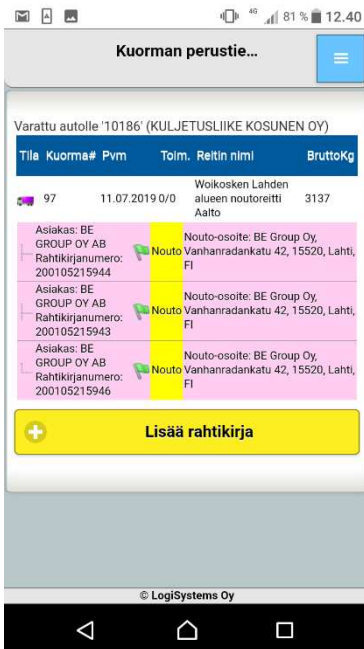 4G 81 % 12.40
Kuorman perustie...
Varattu autolle '10186' (KULJETUSLIIKE KOSUNEN OY)
Tila Kuorma# Pvm Toim. Reitin nimi BruttoKg
97 11.07.2019 0/0 Woikosken Lahden alueen noutoreitti Aalto 3137
Asiakas: BE
GROUP OY AB
Rahtikirjanumero:
200105215944
Nouto
Nouto-osoite: BE Group Oy,
Vanhanradankatu 42, 15520, Lahti,
FI
Asiakas: BE
GROUP OY AB
Rahtikirjanumero:
200105215943
Nouto
Nouto-osoite: BE Group Oy,
Vanhanradankatu 42, 15520, Lahti,
FI
Asiakas: BE
GROUP OY AB
Rahtikirjanumero:
200105215946
Nouto
Nouto-osoite: BE Group Oy,
Vanhanradankatu 42, 15520, Lahti,
FI
Lisää rahtikirja
© LogiSystems Oy